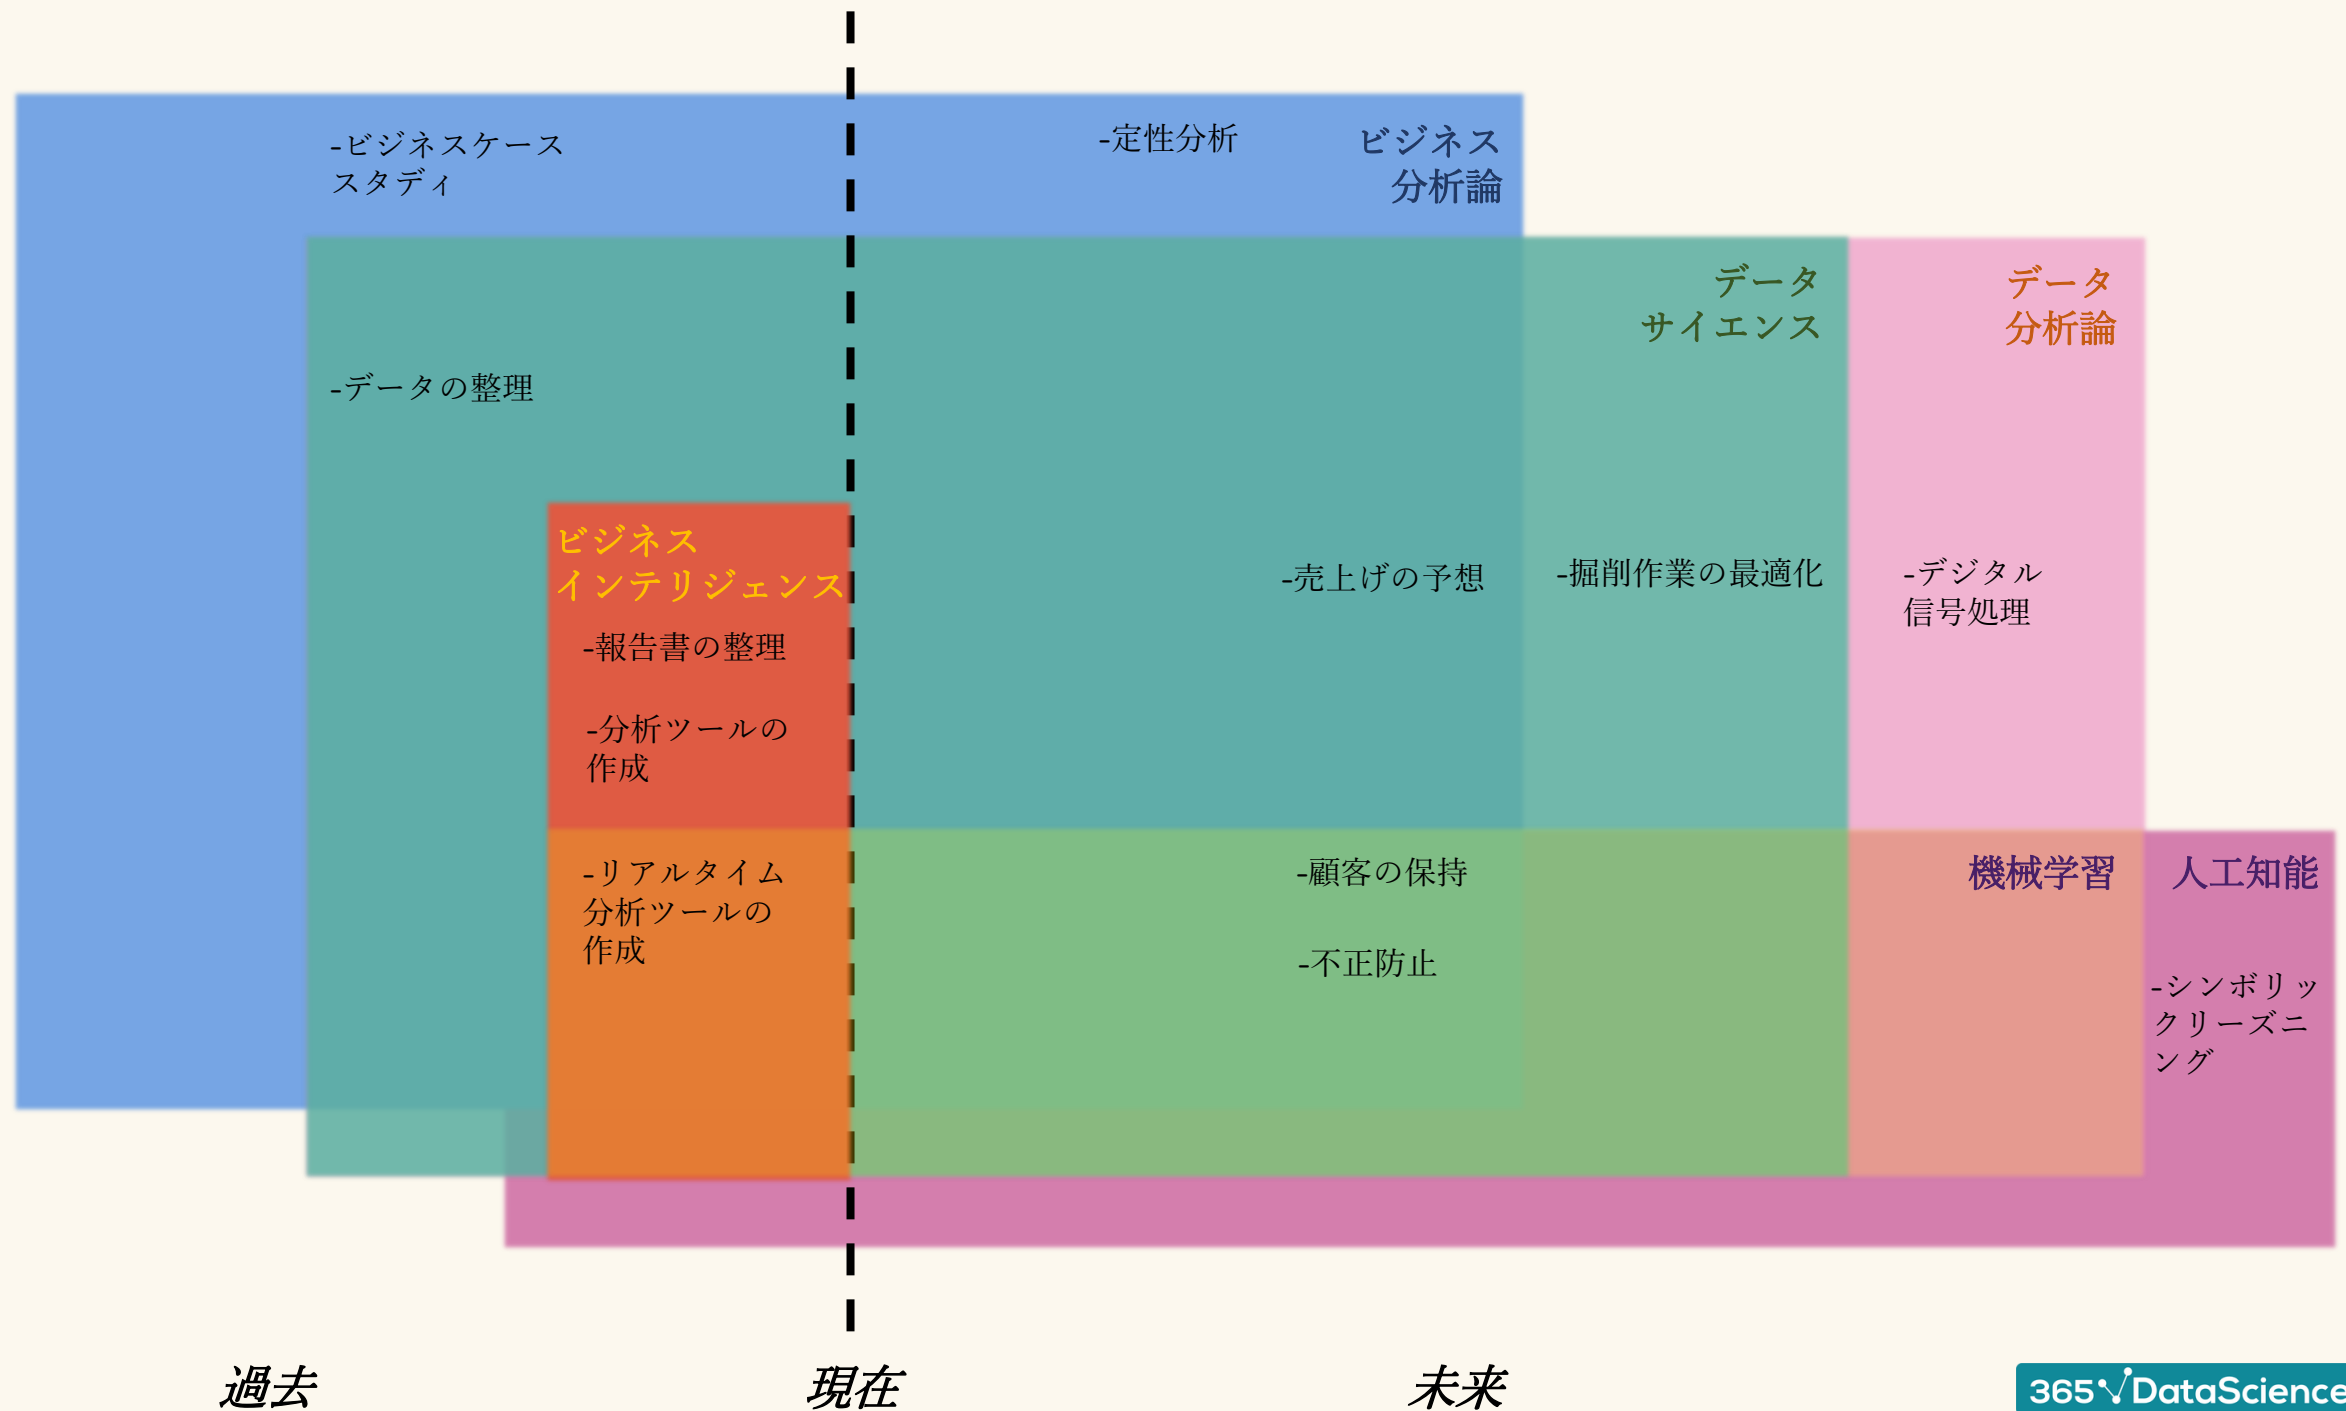 -ビジネスケース
スタディ
-定性分析
ビジネス
分析論
データ
サイエンス
データ
分析論
-データの整理
ビジネス
インテリジェンス
-報告書の整理
-分析ツールの
作成
-売上げの予想
-掘削作業の最適化
-デジタル
信号処理
-リアルタイム
分析ツールの
作成
-顧客の保持
-不正防止
機械学習
人工知能
-シンボリッ
クリーズニ
ング
過去
現在
未来
365 DataScience